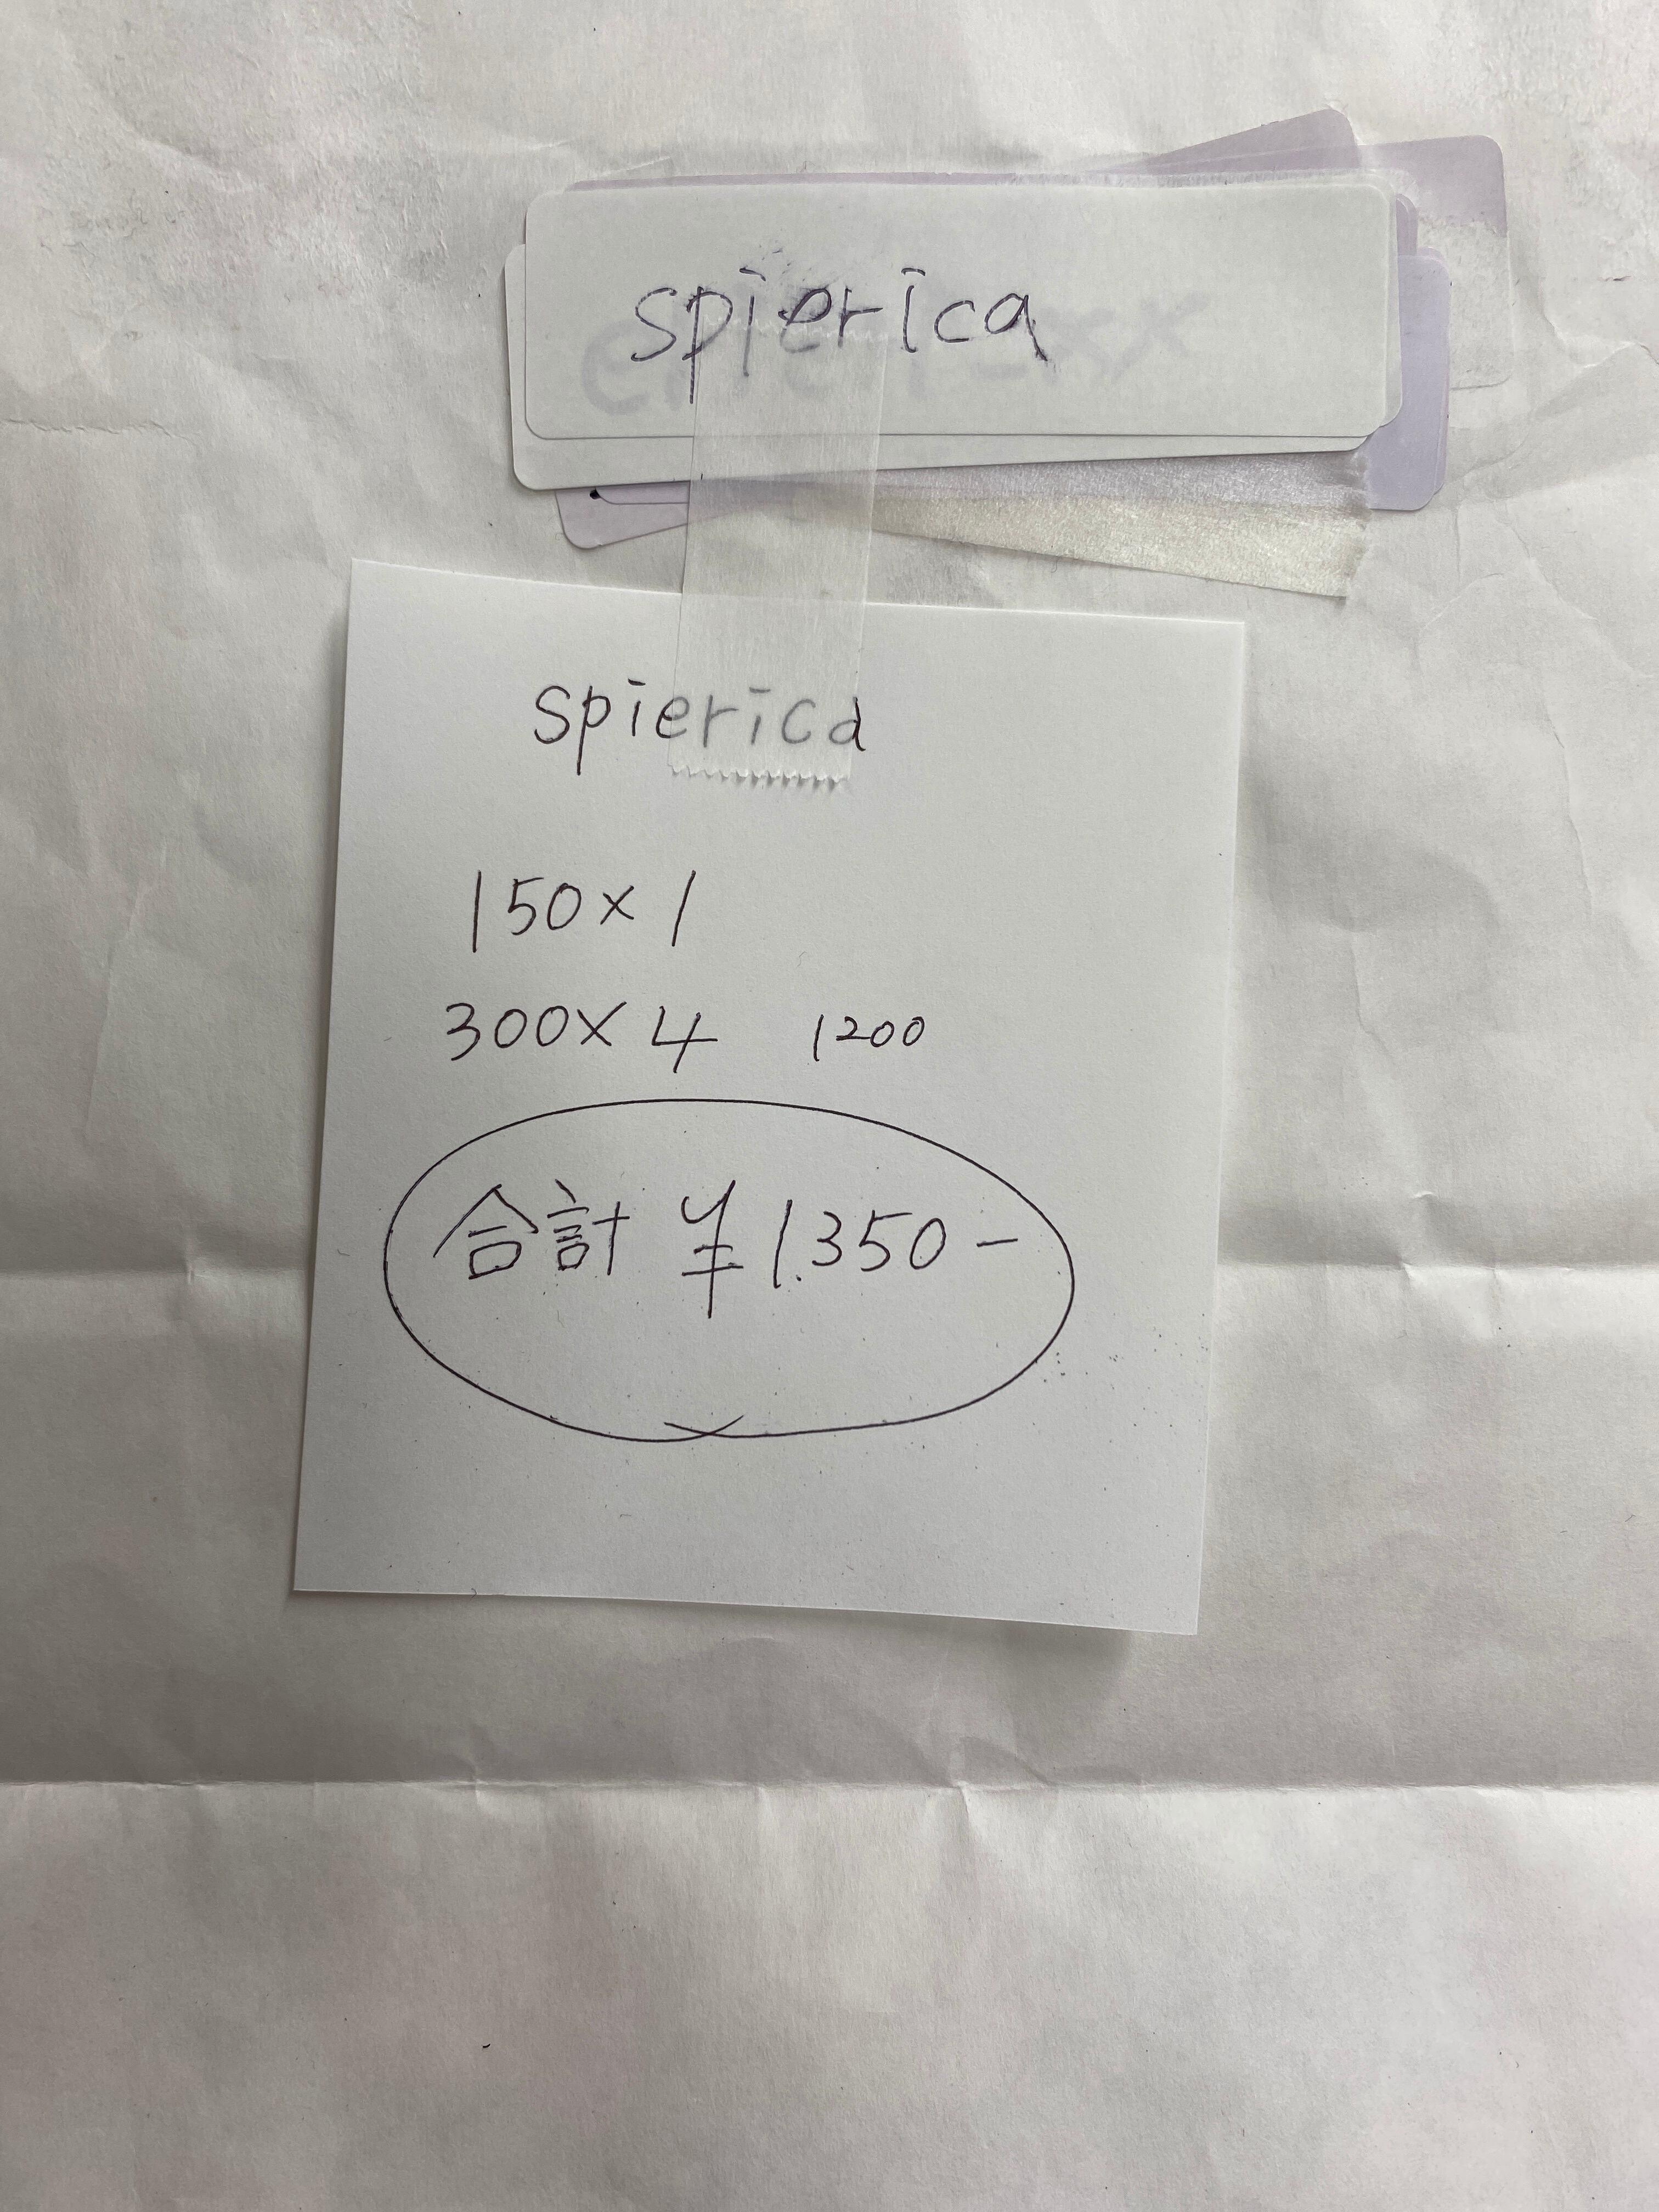 spierica
spierica
150×1
300×4 1200
合計 ¥1.350-